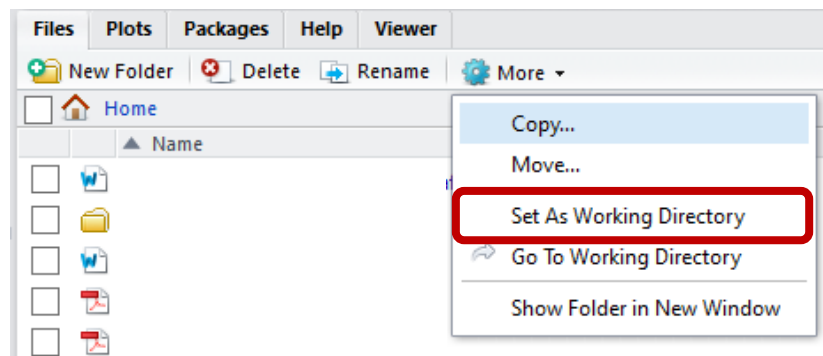 Files Plots Packages Help Viewer
New Folder Delete Rename More
Home
Name
Copy...
Move...
Set As Working Directory
Go To Working Directory
Show Folder in New Window